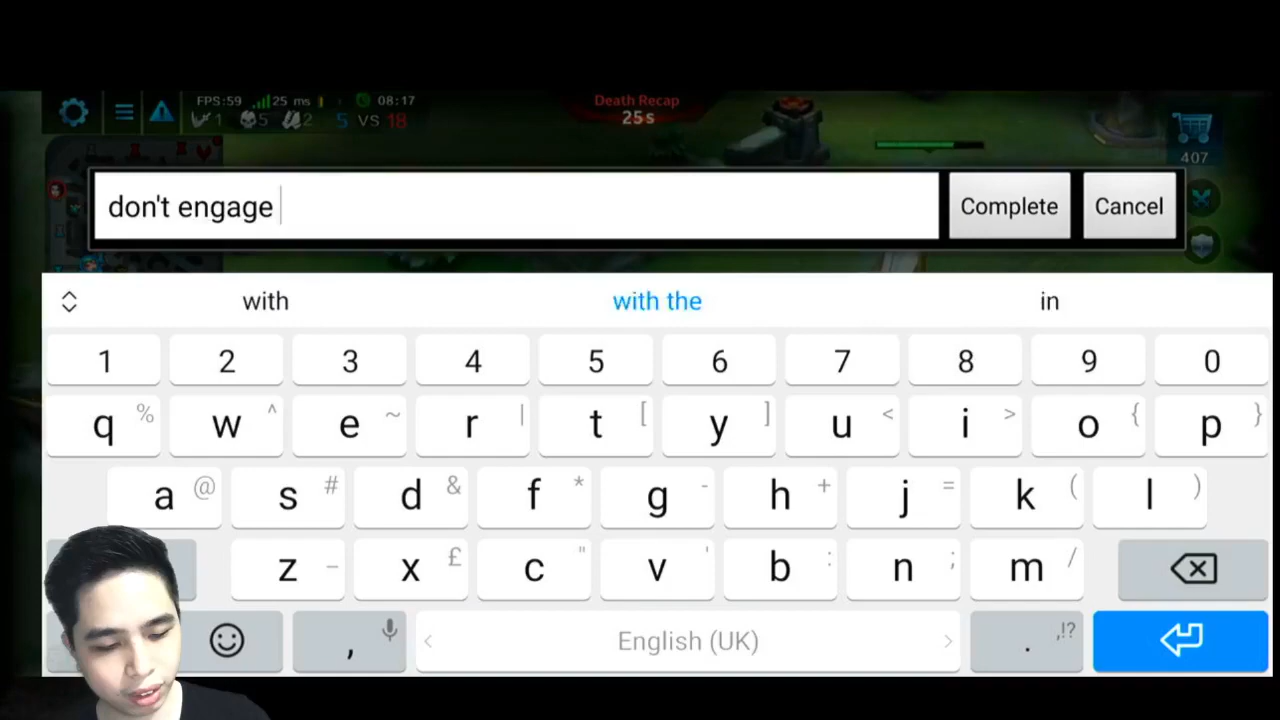 FPS:59 25 ms 08:17
1 5 2 5 VS 18
Death Recap
25s
407
don't engage
Complete
Cancel
with
with the
in
1 2 3 4 5 6 7 8 9 0
q % w ^ e ~ r | t [ y ] u < i > o { p }
a @ s # d & f * g - h + j = k ( l )
z _ x £ c " v ' b : n ; m /
, < English (UK) > . ,!?